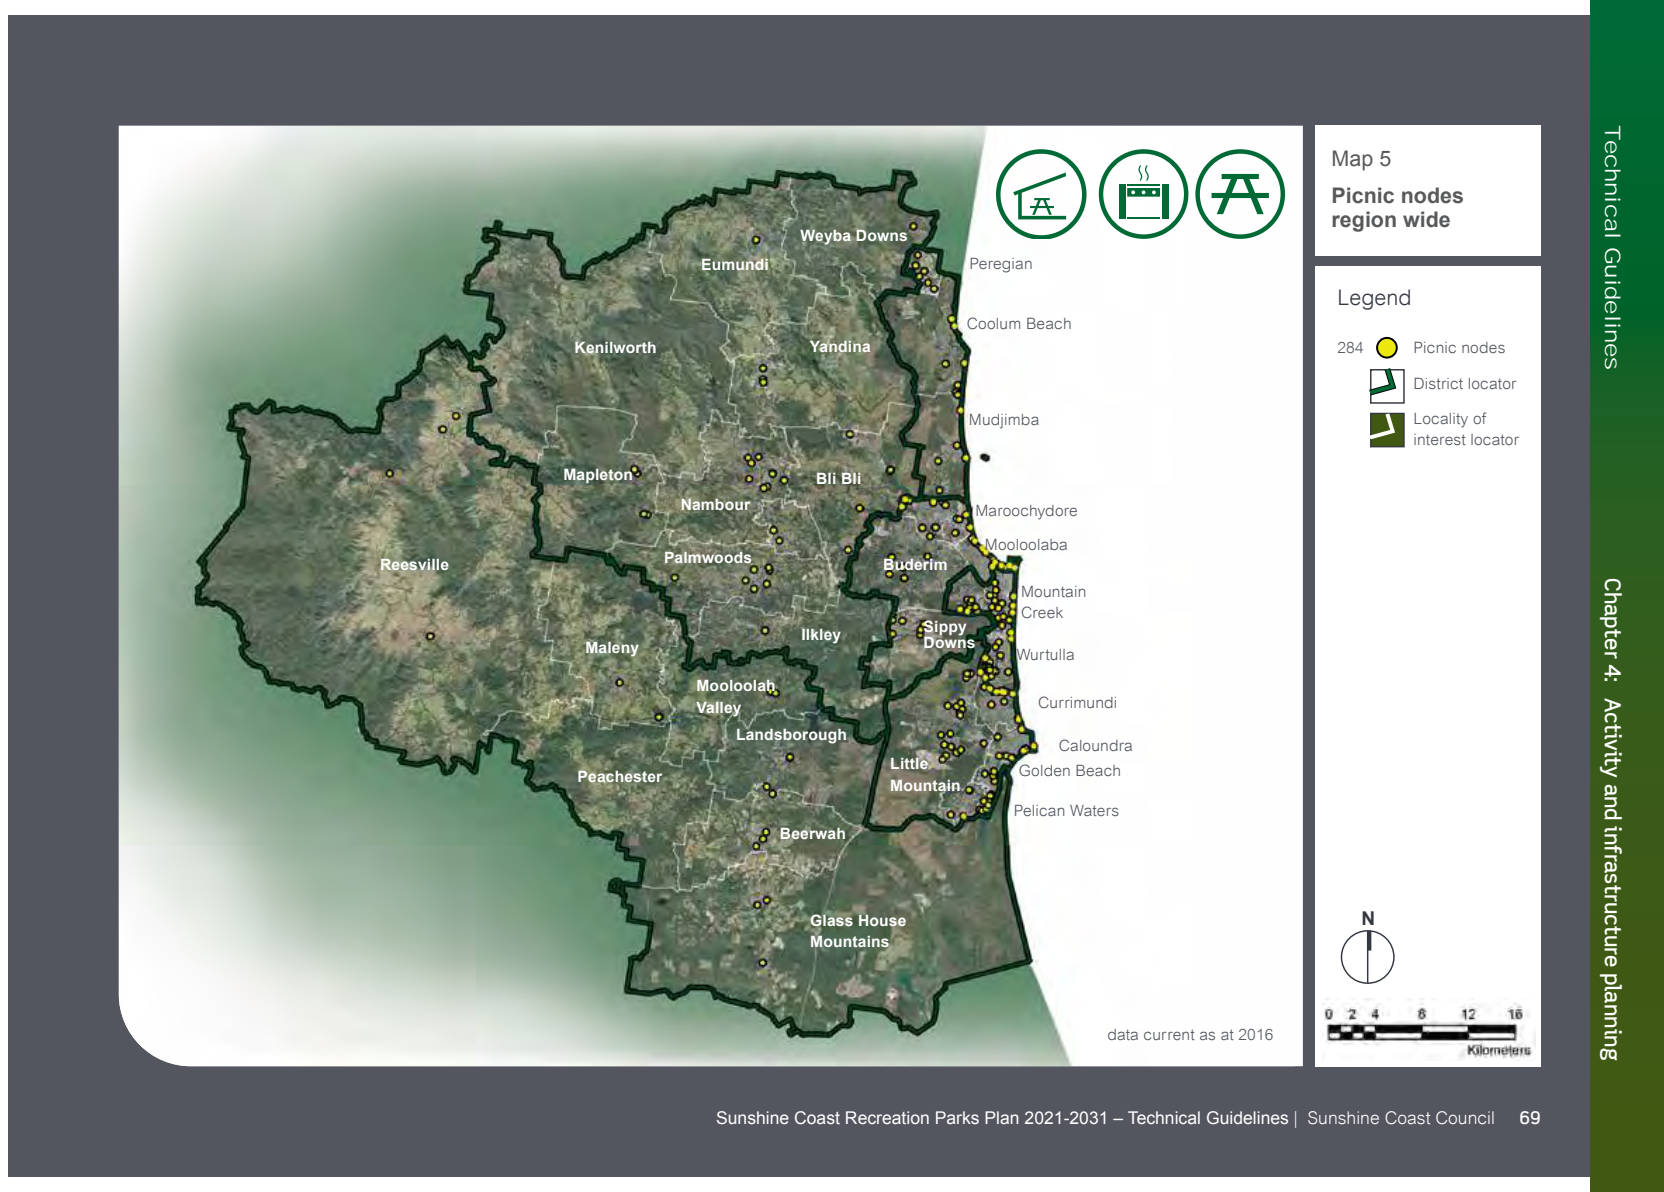 Map 5
Picnic nodes
region wide
Legend
284
Picnic nodes
District locator
Locality of
interest locator
N
0 2 4 8 12 16
Kilometers
Weyba Downs
Eumundi
Peregian
Coolum Beach
Kenilworth
Yandina
Mudjimba
Mapleton
Bli Bli
Nambour
Maroochydore
Mooloolaba
Palmwoods
Reesville
Buderim
Mountain
Creek
Ilkley
Sippy
Downs
Maleny
Wurtulla
Mooloolah
Valley
Currimundi
Landsborough
Caloundra
Little
Mountain
Golden Beach
Peachester
Pelican Waters
Beerwah
Glass House
Mountains
data current as at 2016
Sunshine Coast Recreation Parks Plan 2021-2031 – Technical Guidelines | Sunshine Coast Council 69
Technical Guidelines
Chapter 4: Activity and infrastructure planning